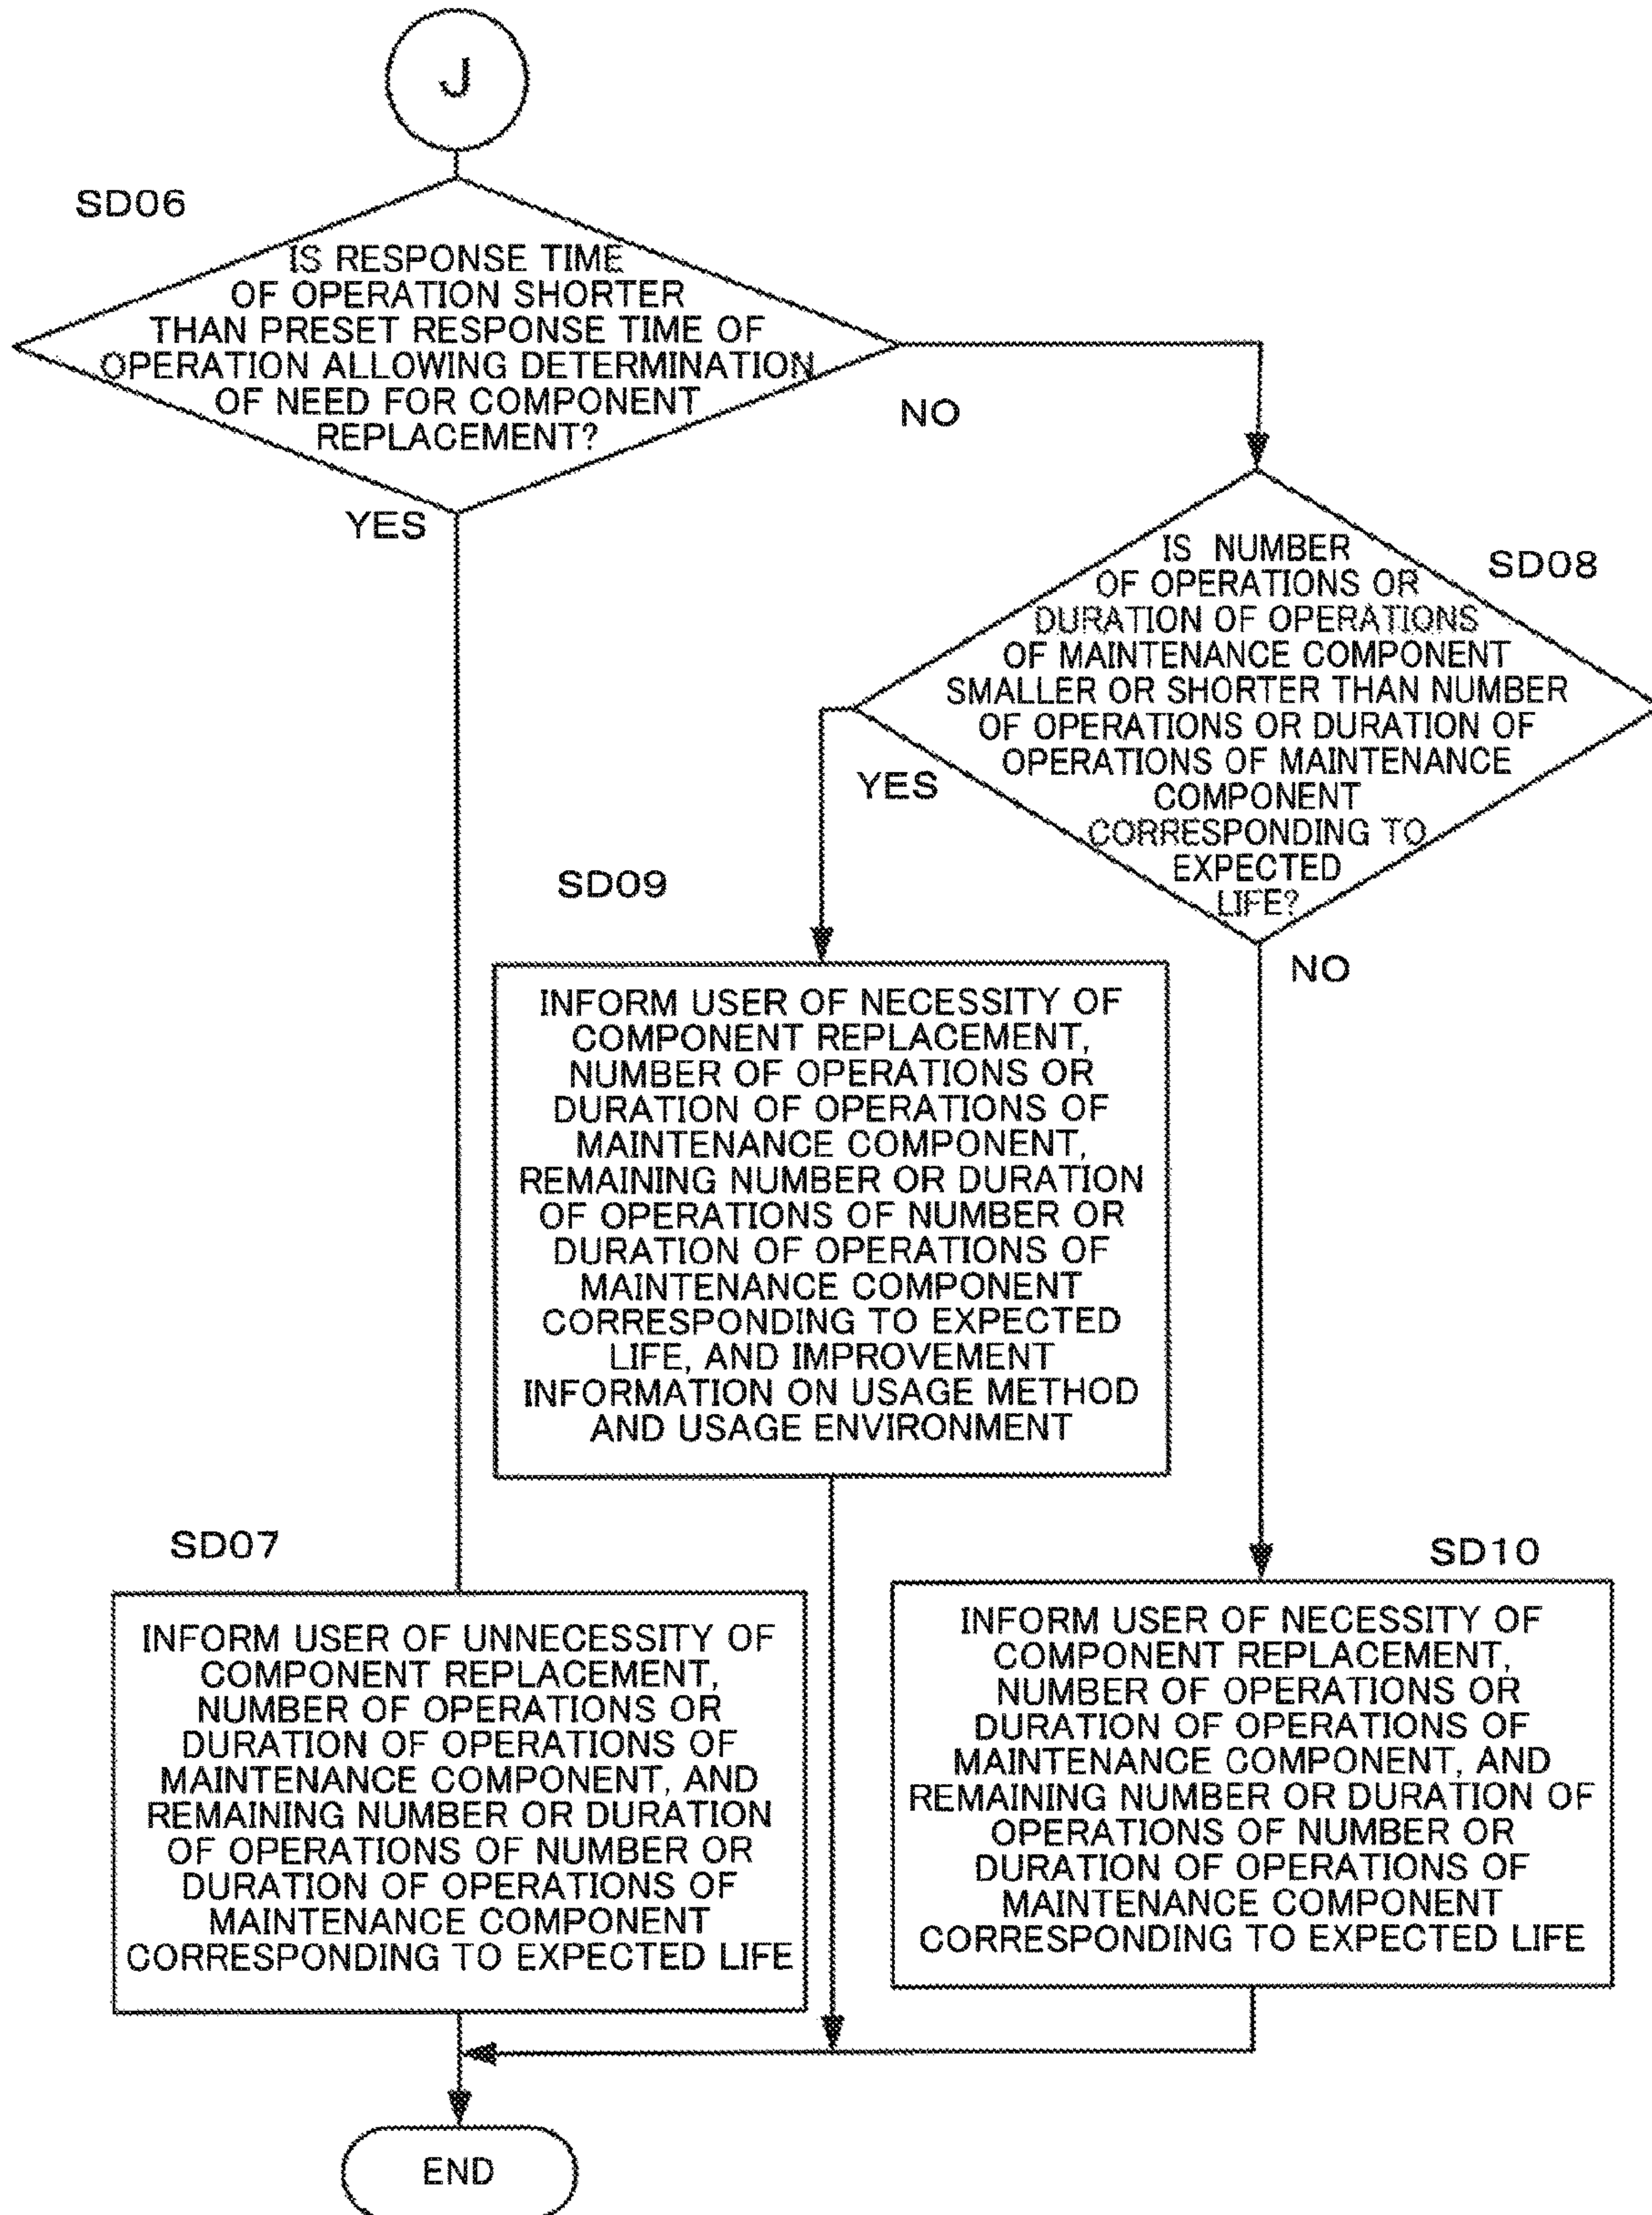 J
SD06
IS RESPONSE TIME
OF OPERATION SHORTER
THAN PRESET RESPONSE TIME OF
OPERATION ALLOWING DETERMINATION
OF NEED FOR COMPONENT
REPLACEMENT?
NO
YES
SD08
IS NUMBER
OF OPERATIONS OR
DURATION OF OPERATIONS
OF MAINTENANCE COMPONENT
SMALLER OR SHORTER THAN NUMBER
OF OPERATIONS OR DURATION OF
OPERATIONS OF MAINTENANCE
COMPONENT
CORRESPONDING TO
EXPECTED
LIFE?
YES
NO
SD09
INFORM USER OF NECESSITY OF
COMPONENT REPLACEMENT,
NUMBER OF OPERATIONS OR
DURATION OF OPERATIONS OF
MAINTENANCE COMPONENT,
REMAINING NUMBER OR DURATION
OF OPERATIONS OF NUMBER OR
DURATION OF OPERATIONS OF
MAINTENANCE COMPONENT
CORRESPONDING TO EXPECTED
LIFE, AND IMPROVEMENT
INFORMATION ON USAGE METHOD
AND USAGE ENVIRONMENT
SD07
INFORM USER OF UNNECESSITY OF
COMPONENT REPLACEMENT,
NUMBER OF OPERATIONS OR
DURATION OF OPERATIONS OF
MAINTENANCE COMPONENT, AND
REMAINING NUMBER OR DURATION
OF OPERATIONS OF NUMBER OR
DURATION OF OPERATIONS OF
MAINTENANCE COMPONENT
CORRESPONDING TO EXPECTED LIFE
SD10
INFORM USER OF NECESSITY OF
COMPONENT REPLACEMENT,
NUMBER OF OPERATIONS OR
DURATION OF OPERATIONS OF
MAINTENANCE COMPONENT, AND
REMAINING NUMBER OR DURATION OF
OPERATIONS OF NUMBER OR
DURATION OF OPERATIONS OF
MAINTENANCE COMPONENT
CORRESPONDING TO EXPECTED LIFE
END